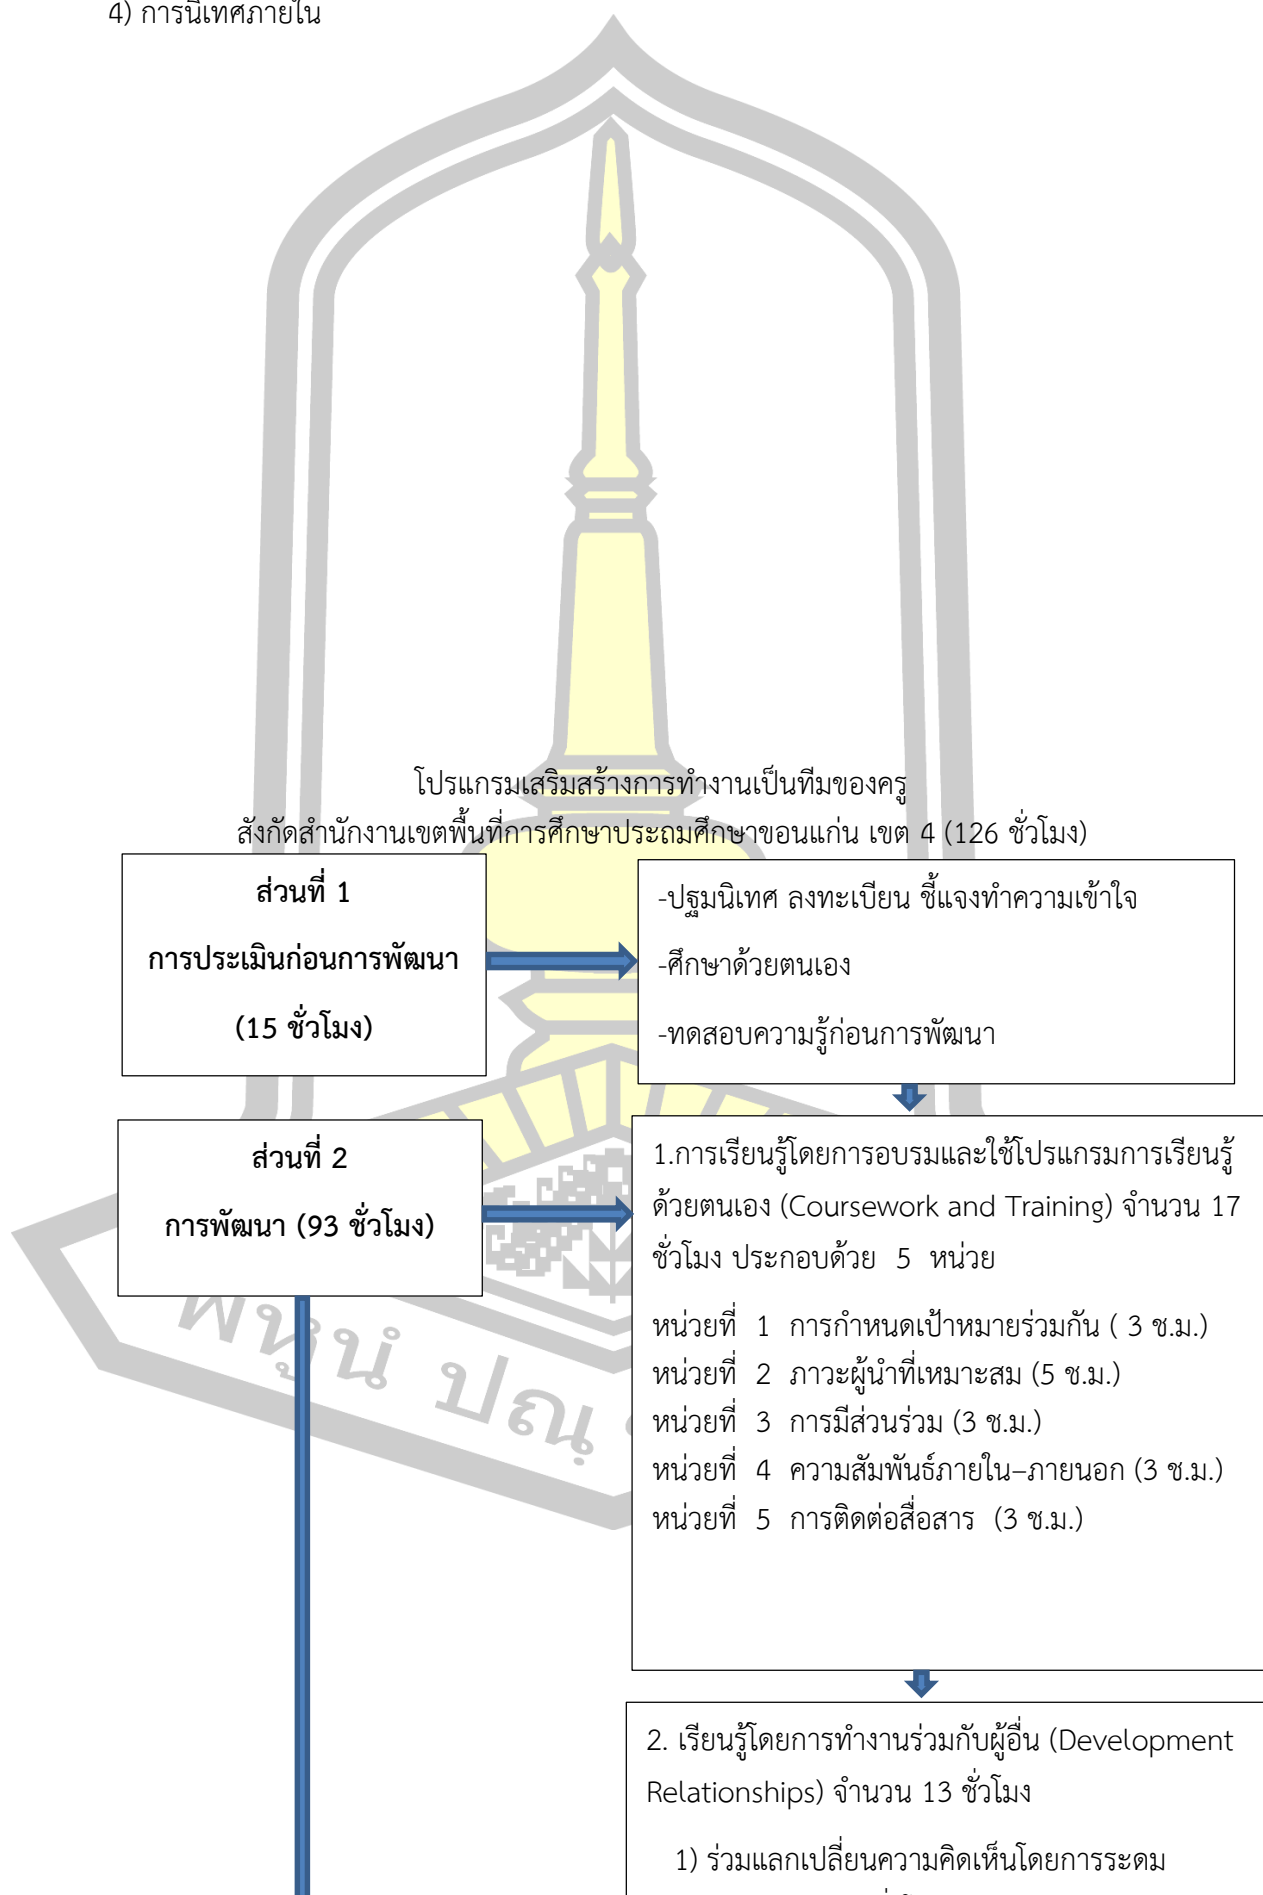 4) การนิเทศภายใน
โปรแกรมเสริมสร้างการทำงานเป็นทีมของครู
สังกัดสำนักงานเขตพื้นที่การศึกษาประถมศึกษาขอนแก่น เขต 4 (126 ชั่วโมง)
ส่วนที่ 1
การประเมินก่อนการพัฒนา
(15 ชั่วโมง)
-ปฐมนิเทศ ลงทะเบียน ชี้แจงทำความเข้าใจ
-ศึกษาด้วยตนเอง
-ทดสอบความรู้ก่อนการพัฒนา
ส่วนที่ 2
การพัฒนา (93 ชั่วโมง)
1.การเรียนรู้โดยการอบรมและใช้โปรแกรมการเรียนรู้
ด้วยตนเอง (Coursework and Training) จำนวน 17
ชั่วโมง ประกอบด้วย 5 หน่วย
หน่วยที่ 1 การกำหนดเป้าหมายร่วมกัน ( 3 ช.ม.)
หน่วยที่ 2 ภาวะผู้นำที่เหมาะสม (5 ช.ม.)
หน่วยที่ 3 การมีส่วนร่วม (3 ช.ม.)
หน่วยที่ 4 ความสัมพันธ์ภายใน–ภายนอก (3 ช.ม.)
หน่วยที่ 5 การติดต่อสื่อสาร (3 ช.ม.)
พหูนํ ปณฺ
2. เรียนรู้โดยการทำงานร่วมกับผู้อื่น (Development
Relationships) จำนวน 13 ชั่วโมง
1) ร่วมแลกเปลี่ยนความคิดเห็นโดยการระดม